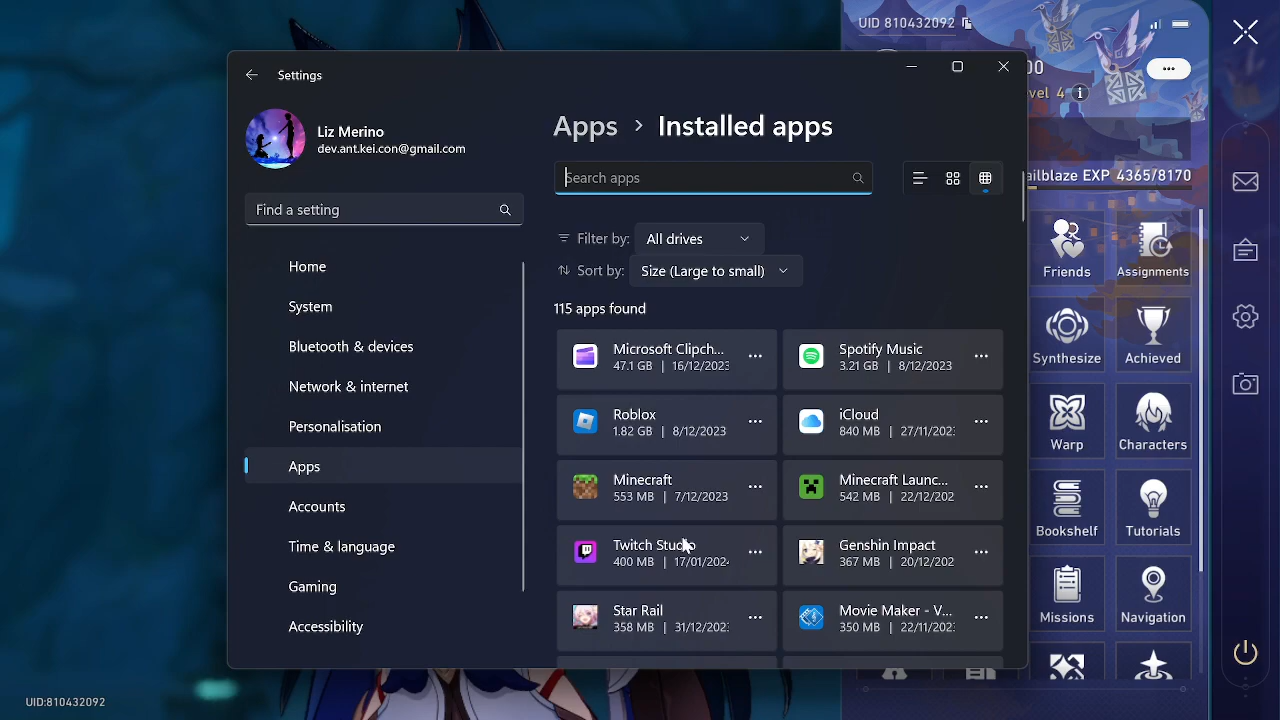 UID 810432092
Settings
00
vel 4
Liz Merino
dev.ant.kei.con@gmail.com
Apps > Installed apps
Search apps
ailblaze EXP 4365/8170
Find a setting
Filter by: All drives
Sort by: Size (Large to small)
115 apps found
Home
System
Bluetooth & devices
Network & internet
Personalisation
Apps
Accounts
Time & language
Gaming
Accessibility
Microsoft Clipch...
47.1 GB | 16/12/2023
Spotify Music
3.21 GB | 8/12/2023
Roblox
1.82 GB | 8/12/2023
iCloud
840 MB | 27/11/202
Minecraft
553 MB | 7/12/2023
Minecraft Launc...
542 MB | 22/12/202
Twitch Studio
400 MB | 17/01/202
Genshin Impact
367 MB | 20/12/202
Star Rail
358 MB | 31/12/202
Movie Maker - V...
350 MB | 22/11/202
Friends
Assignments
Synthesize
Achieved
Warp
Characters
Bookshelf
Tutorials
Missions
Navigation
UID:810432092